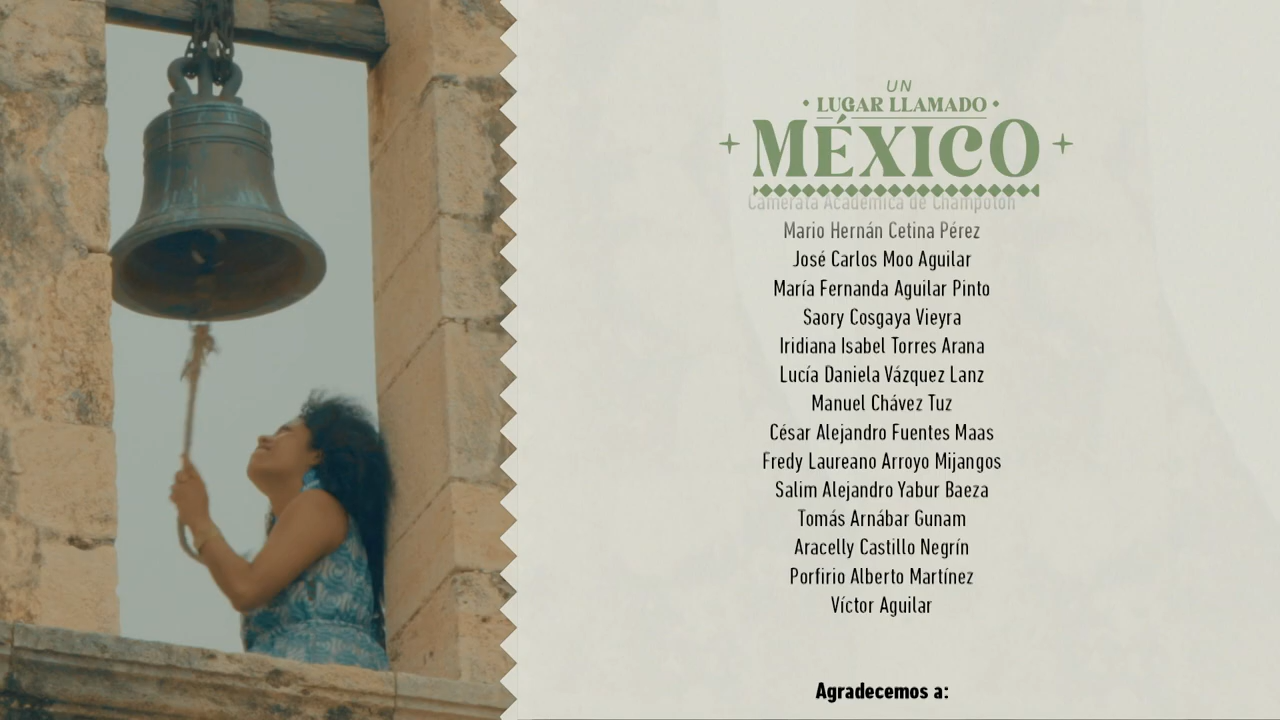 UN
LUGAR LLAMADO
MÉXICO
Camerata Académica de Champotón
Mario Hernán Cetina Pérez
José Carlos Moo Aguilar
María Fernanda Aguilar Pinto
Saory Cosgaya Vieyra
Iridiana Isabel Torres Arana
Lucía Daniela Vázquez Lanz
Manuel Chávez Tuz
César Alejandro Fuentes Maas
Fredy Laureano Arroyo Mijangos
Salim Alejandro Yabur Baeza
Tomás Arnábar Gunam
Aracelly Castillo Negrín
Porfirio Alberto Martínez
Víctor Aguilar
Agradecemos a: